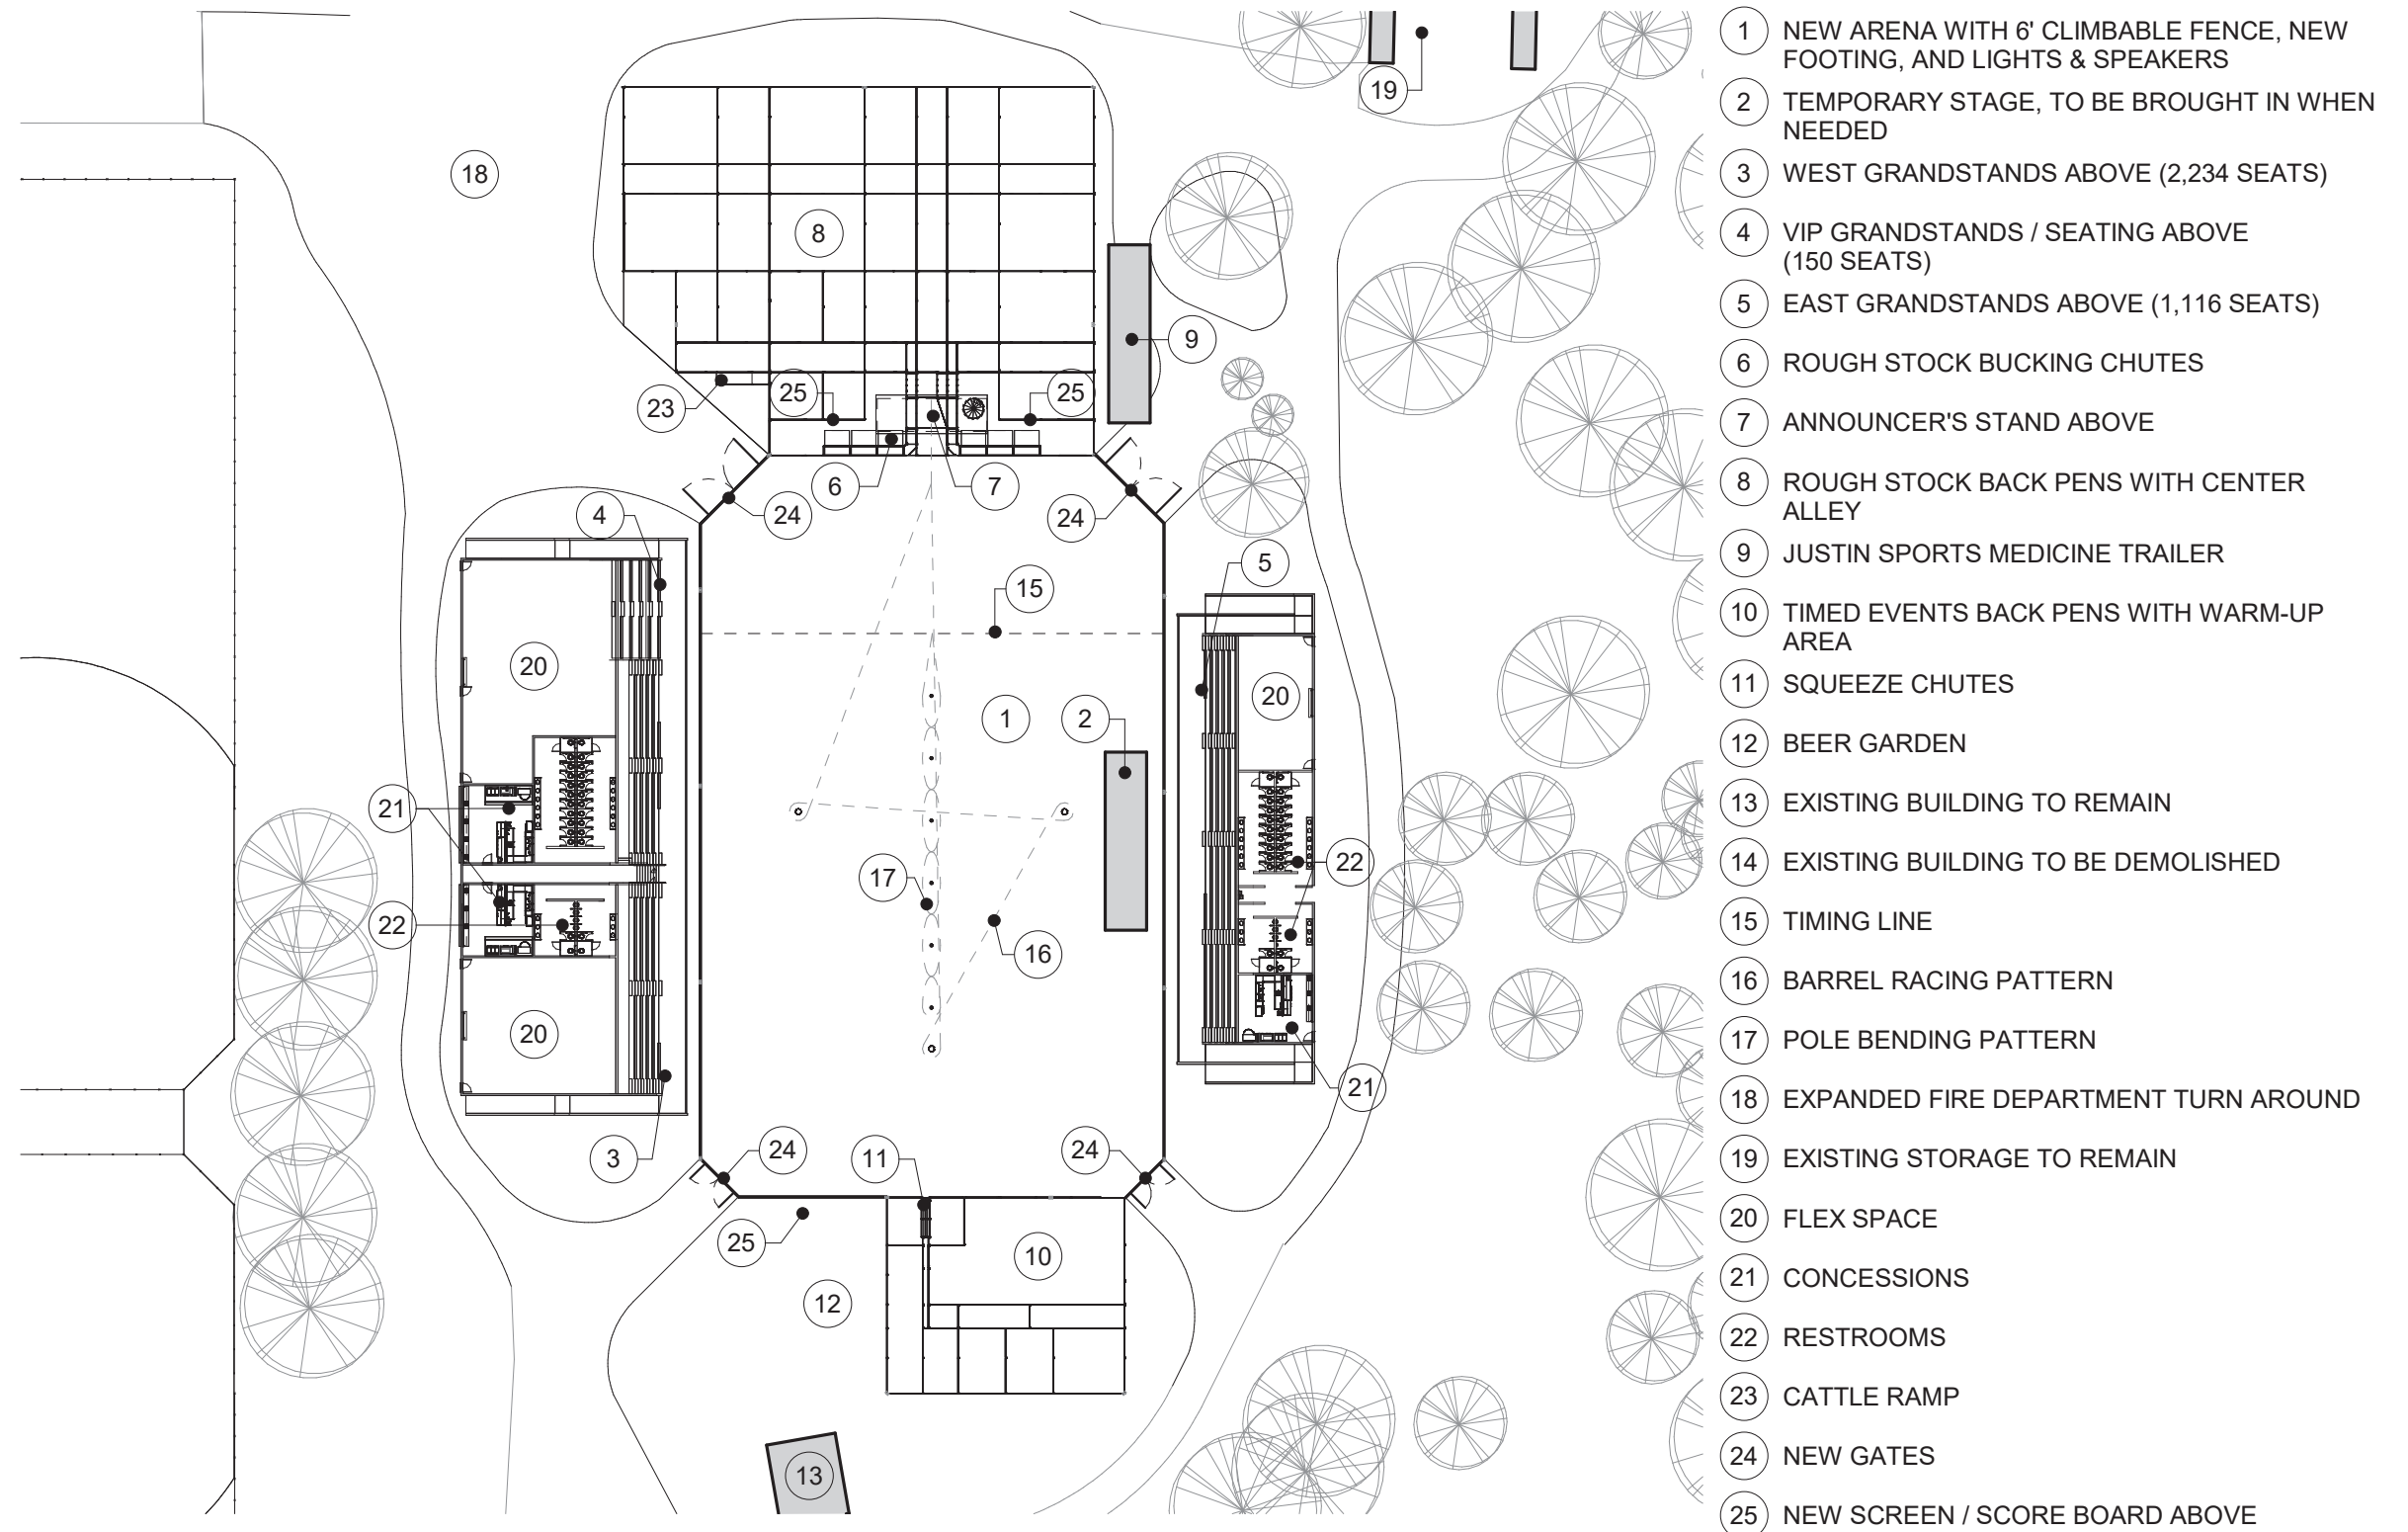 18
19
8
9
23
25
25
6
7
24
24
4
5
15
20
20
1
2
21
17
22
22
16
20
21
3
24
11
24
25
10
12
13
1 NEW ARENA WITH 6' CLIMBABLE FENCE, NEW
FOOTING, AND LIGHTS & SPEAKERS
2 TEMPORARY STAGE, TO BE BROUGHT IN WHEN
NEEDED
3 WEST GRANDSTANDS ABOVE (2,234 SEATS)
4 VIP GRANDSTANDS / SEATING ABOVE
(150 SEATS)
5 EAST GRANDSTANDS ABOVE (1,116 SEATS)
6 ROUGH STOCK BUCKING CHUTES
7 ANNOUNCER'S STAND ABOVE
8 ROUGH STOCK BACK PENS WITH CENTER
ALLEY
9 JUSTIN SPORTS MEDICINE TRAILER
10 TIMED EVENTS BACK PENS WITH WARM-UP
AREA
11 SQUEEZE CHUTES
12 BEER GARDEN
13 EXISTING BUILDING TO REMAIN
14 EXISTING BUILDING TO BE DEMOLISHED
15 TIMING LINE
16 BARREL RACING PATTERN
17 POLE BENDING PATTERN
18 EXPANDED FIRE DEPARTMENT TURN AROUND
19 EXISTING STORAGE TO REMAIN
20 FLEX SPACE
21 CONCESSIONS
22 RESTROOMS
23 CATTLE RAMP
24 NEW GATES
25 NEW SCREEN / SCORE BOARD ABOVE